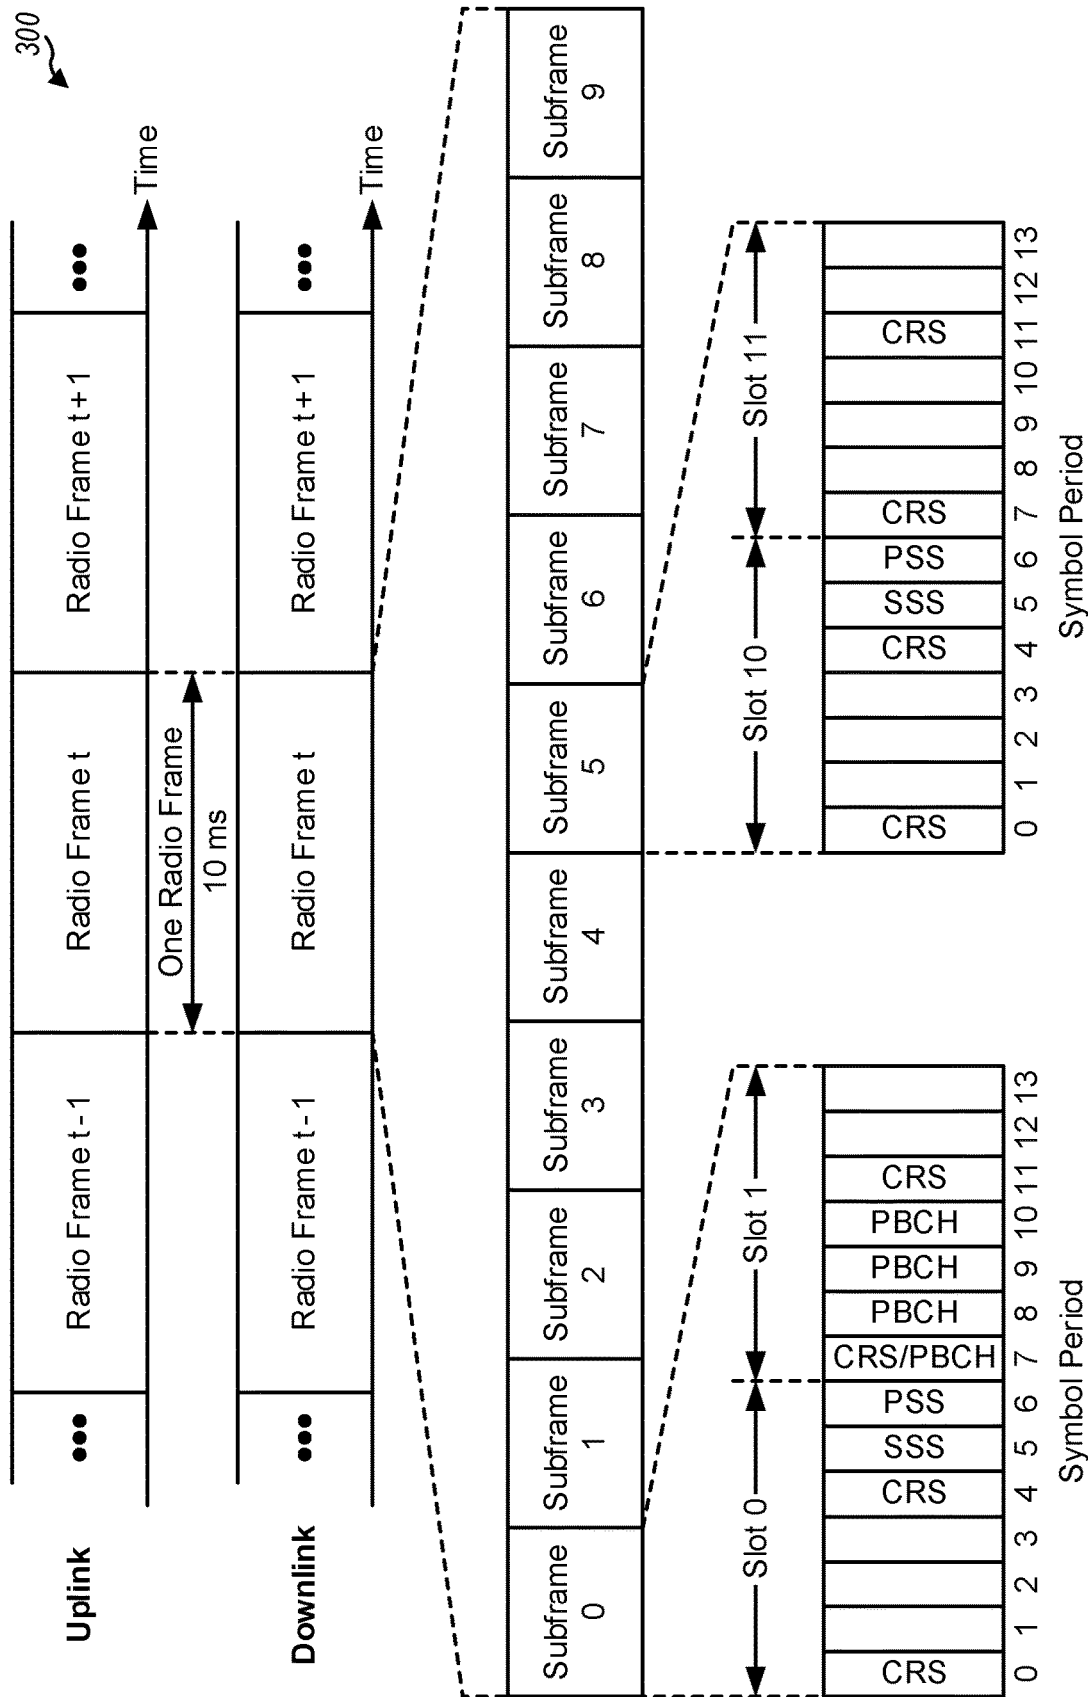 300
Uplink
••• Radio Frame t-1 Radio Frame t Radio Frame t+1 •••
Time
One Radio Frame
10 ms
Downlink
••• Radio Frame t-1 Radio Frame t Radio Frame t+1 •••
Time
Subframe 0
Subframe 1
Subframe 2
Subframe 3
Subframe 4
Subframe 5
Subframe 6
Subframe 7
Subframe 8
Subframe 9
Slot 0 Slot 1
CRS CRS SSS PSS CRS/PBCH PBCH PBCH PBCH CRS
0 1 2 3 4 5 6 7 8 9 10 11 12 13
Symbol Period
Slot 10 Slot 11
CRS CRS SSS PSS CRS CRS
0 1 2 3 4 5 6 7 8 9 10 11 12 13
Symbol Period